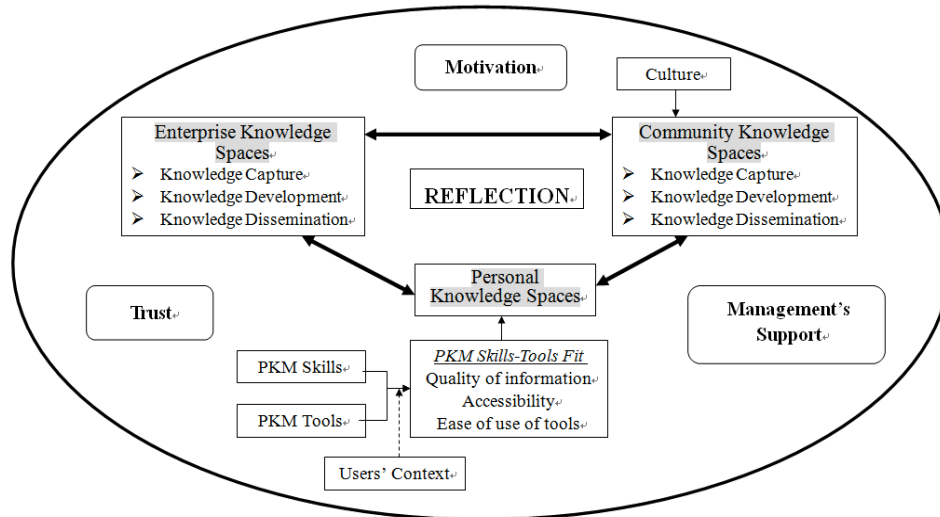 Motivation
Culture
Enterprise Knowledge
Spaces
➢ Knowledge Capture
➢ Knowledge Development
➢ Knowledge Dissemination
Community Knowledge
Spaces
➢ Knowledge Capture
➢ Knowledge Development
➢ Knowledge Dissemination
REFLECTION
Personal
Knowledge Spaces
Trust
Management’s
Support
PKM Skills
PKM Tools
PKM Skills-Tools Fit
Quality of information
Accessibility
Ease of use of tools
Users’ Context